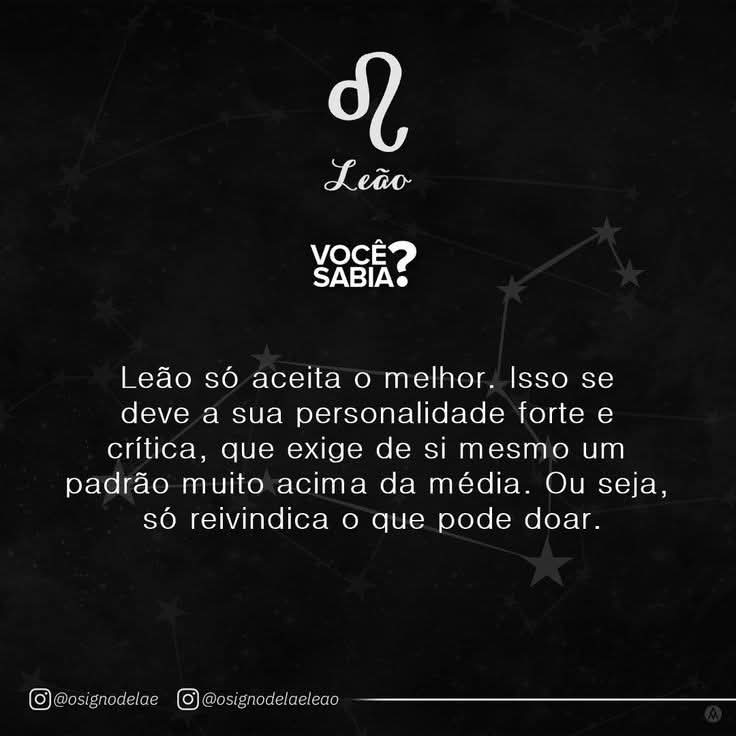 Leão
VOCÊ
SABIA?
Leão só aceita o melhor. Isso se
deve a sua personalidade forte e
crítica, que exige de si mesmo um
padrão muito acima da média. Ou seja,
só reivindica o que pode doar.
@osignodelae @osignodelaeleao